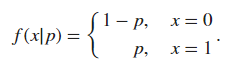 f(x|p) = { 1 − p, x = 0
p, x = 1 .